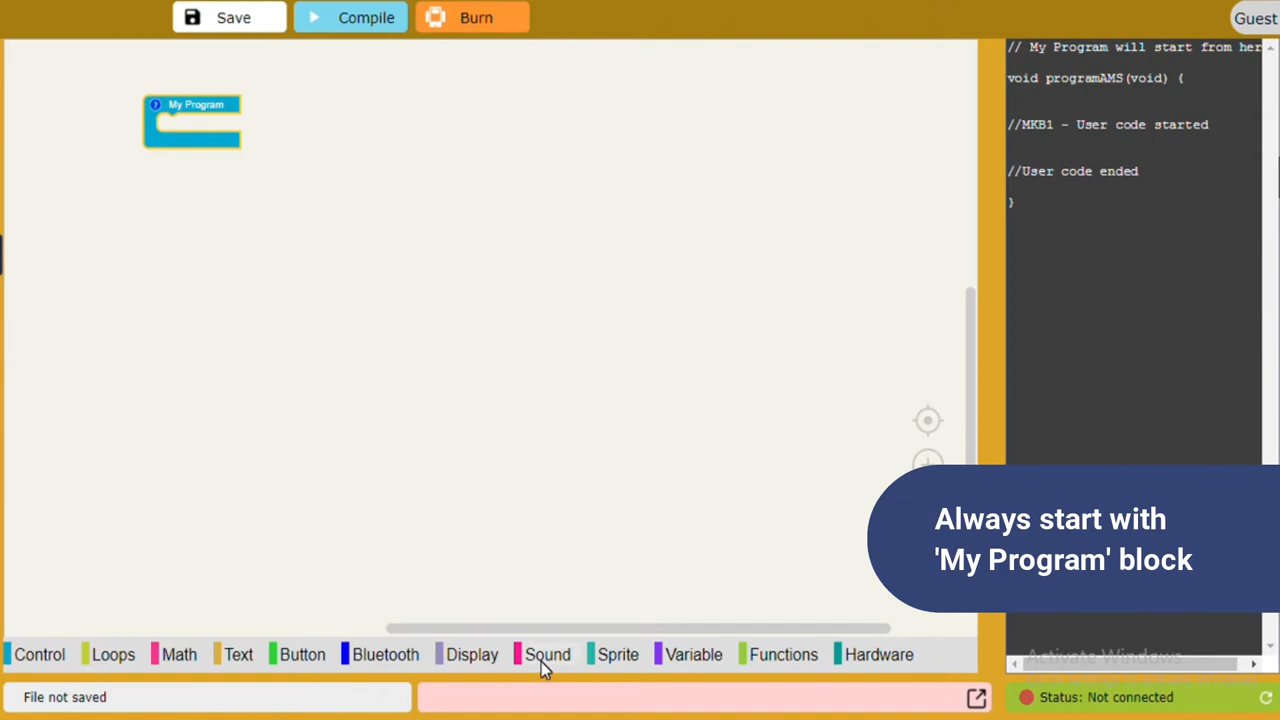 Save
Compile
Burn
Guest
My Program
// My Program will start from her
void programAMS(void) {
//MKB1 - User code started
//User code ended
}
Always start with
'My Program' block
Control
Loops
Math
Text
Button
Bluetooth
Display
Sound
Sprite
Variable
Functions
Hardware
Activate Windows
File not saved
Status: Not connected